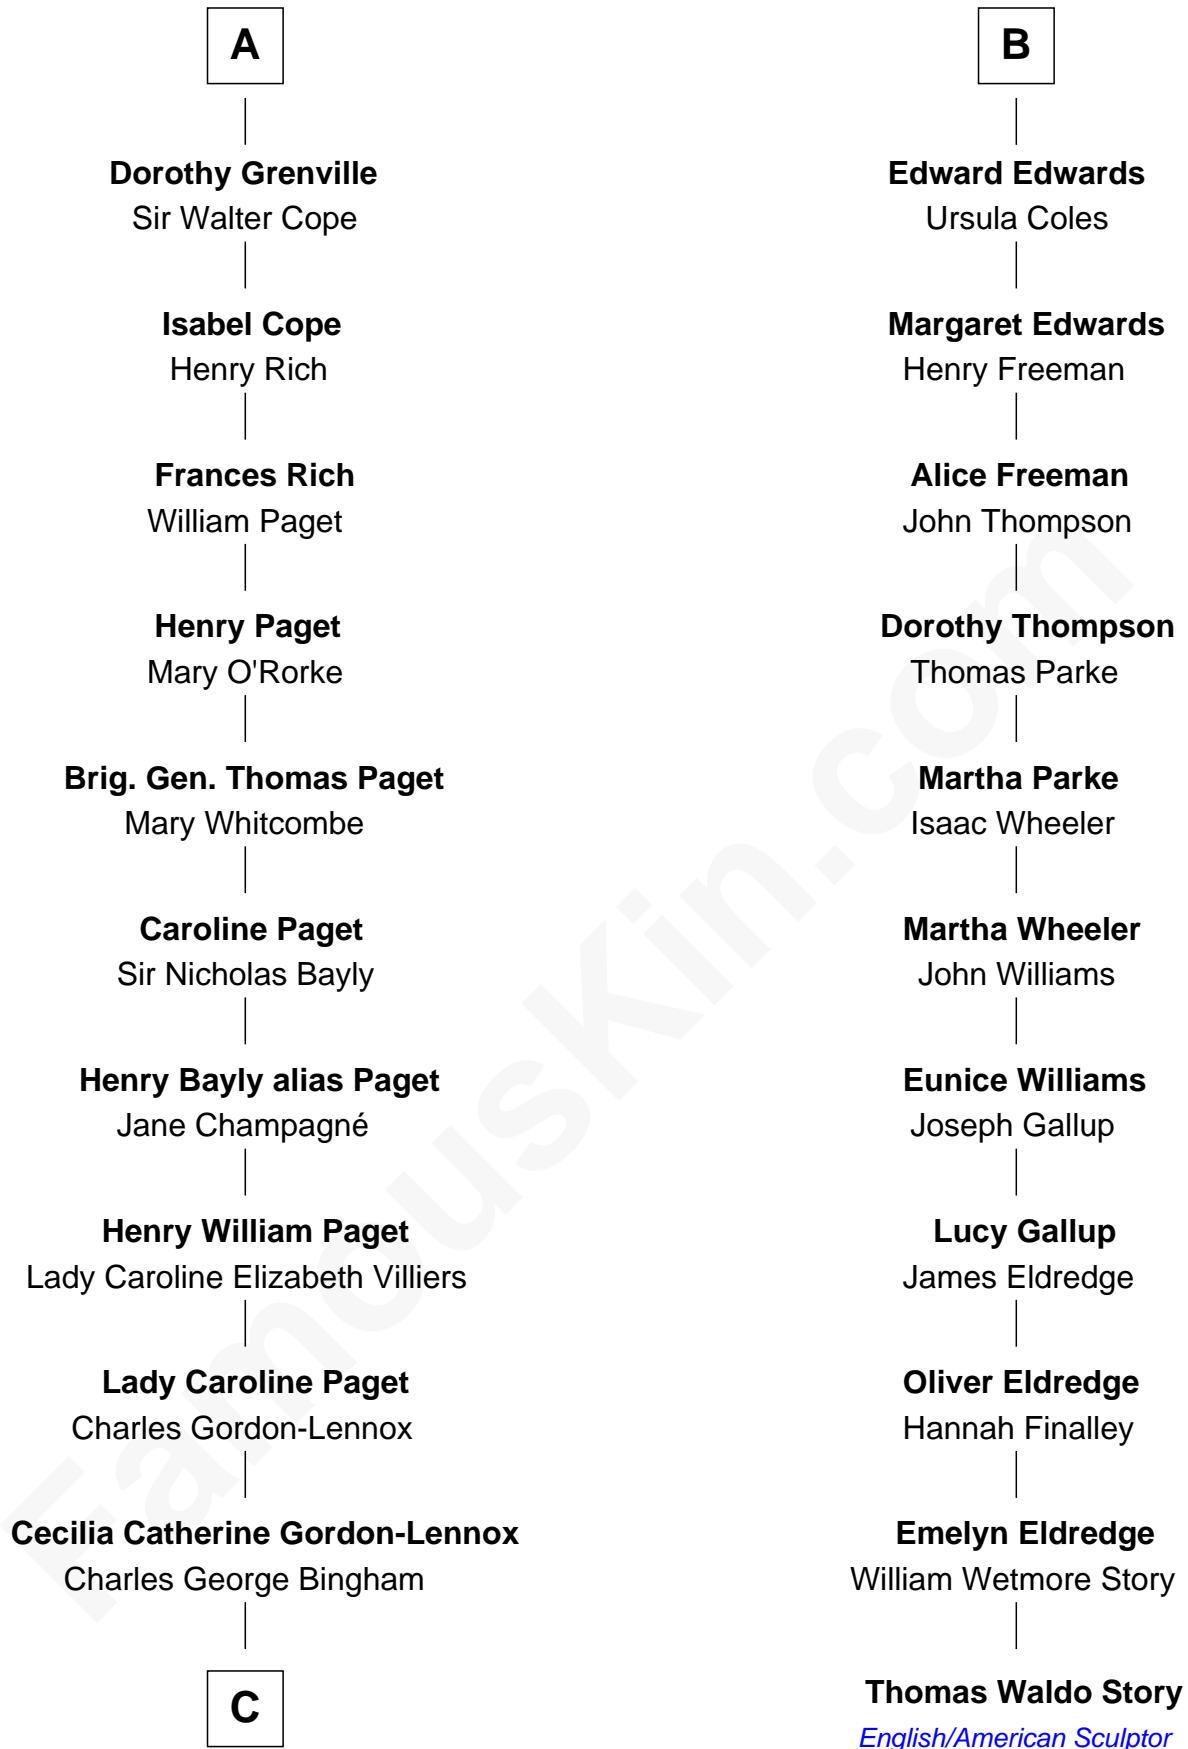 A
Dorothy Grenville
Sir Walter Cope
Isabel Cope
Henry Rich
Frances Rich
William Paget
Henry Paget
Mary O'Rorke
Brig. Gen. Thomas Paget
Mary Whitcombe
Caroline Paget
Sir Nicholas Bayly
Henry Bayly alias Paget
Jane Champagné
Henry William Paget
Lady Caroline Elizabeth Villiers
Lady Caroline Paget
Charles Gordon-Lennox
Cecilia Catherine Gordon-Lennox
Charles George Bingham
C
B
Edward Edwards
Ursula Coles
Margaret Edwards
Henry Freeman
Alice Freeman
John Thompson
Dorothy Thompson
Thomas Parke
Martha Parke
Isaac Wheeler
Martha Wheeler
John Williams
Eunice Williams
Joseph Gallup
Lucy Gallup
James Eldredge
Oliver Eldredge
Hannah Finalley
Emelyn Eldredge
William Wetmore Story
Thomas Waldo Story
English/American Sculptor
FamousKin.com